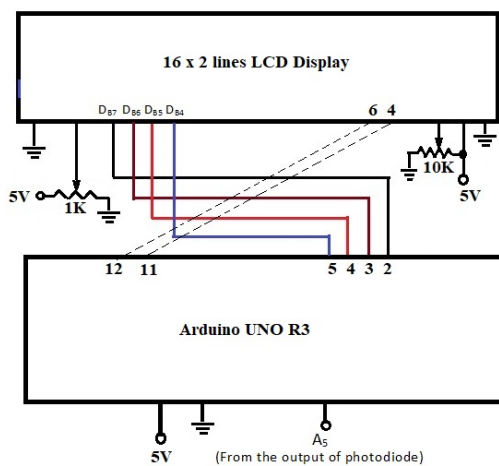 16 x 2 lines LCD Display
DB7 DB6 DB5 DB4 6 4
5V 1K 10K 5V
12 11 5 4 3 2
Arduino UNO R3
5V A5
(From the output of photodiode)